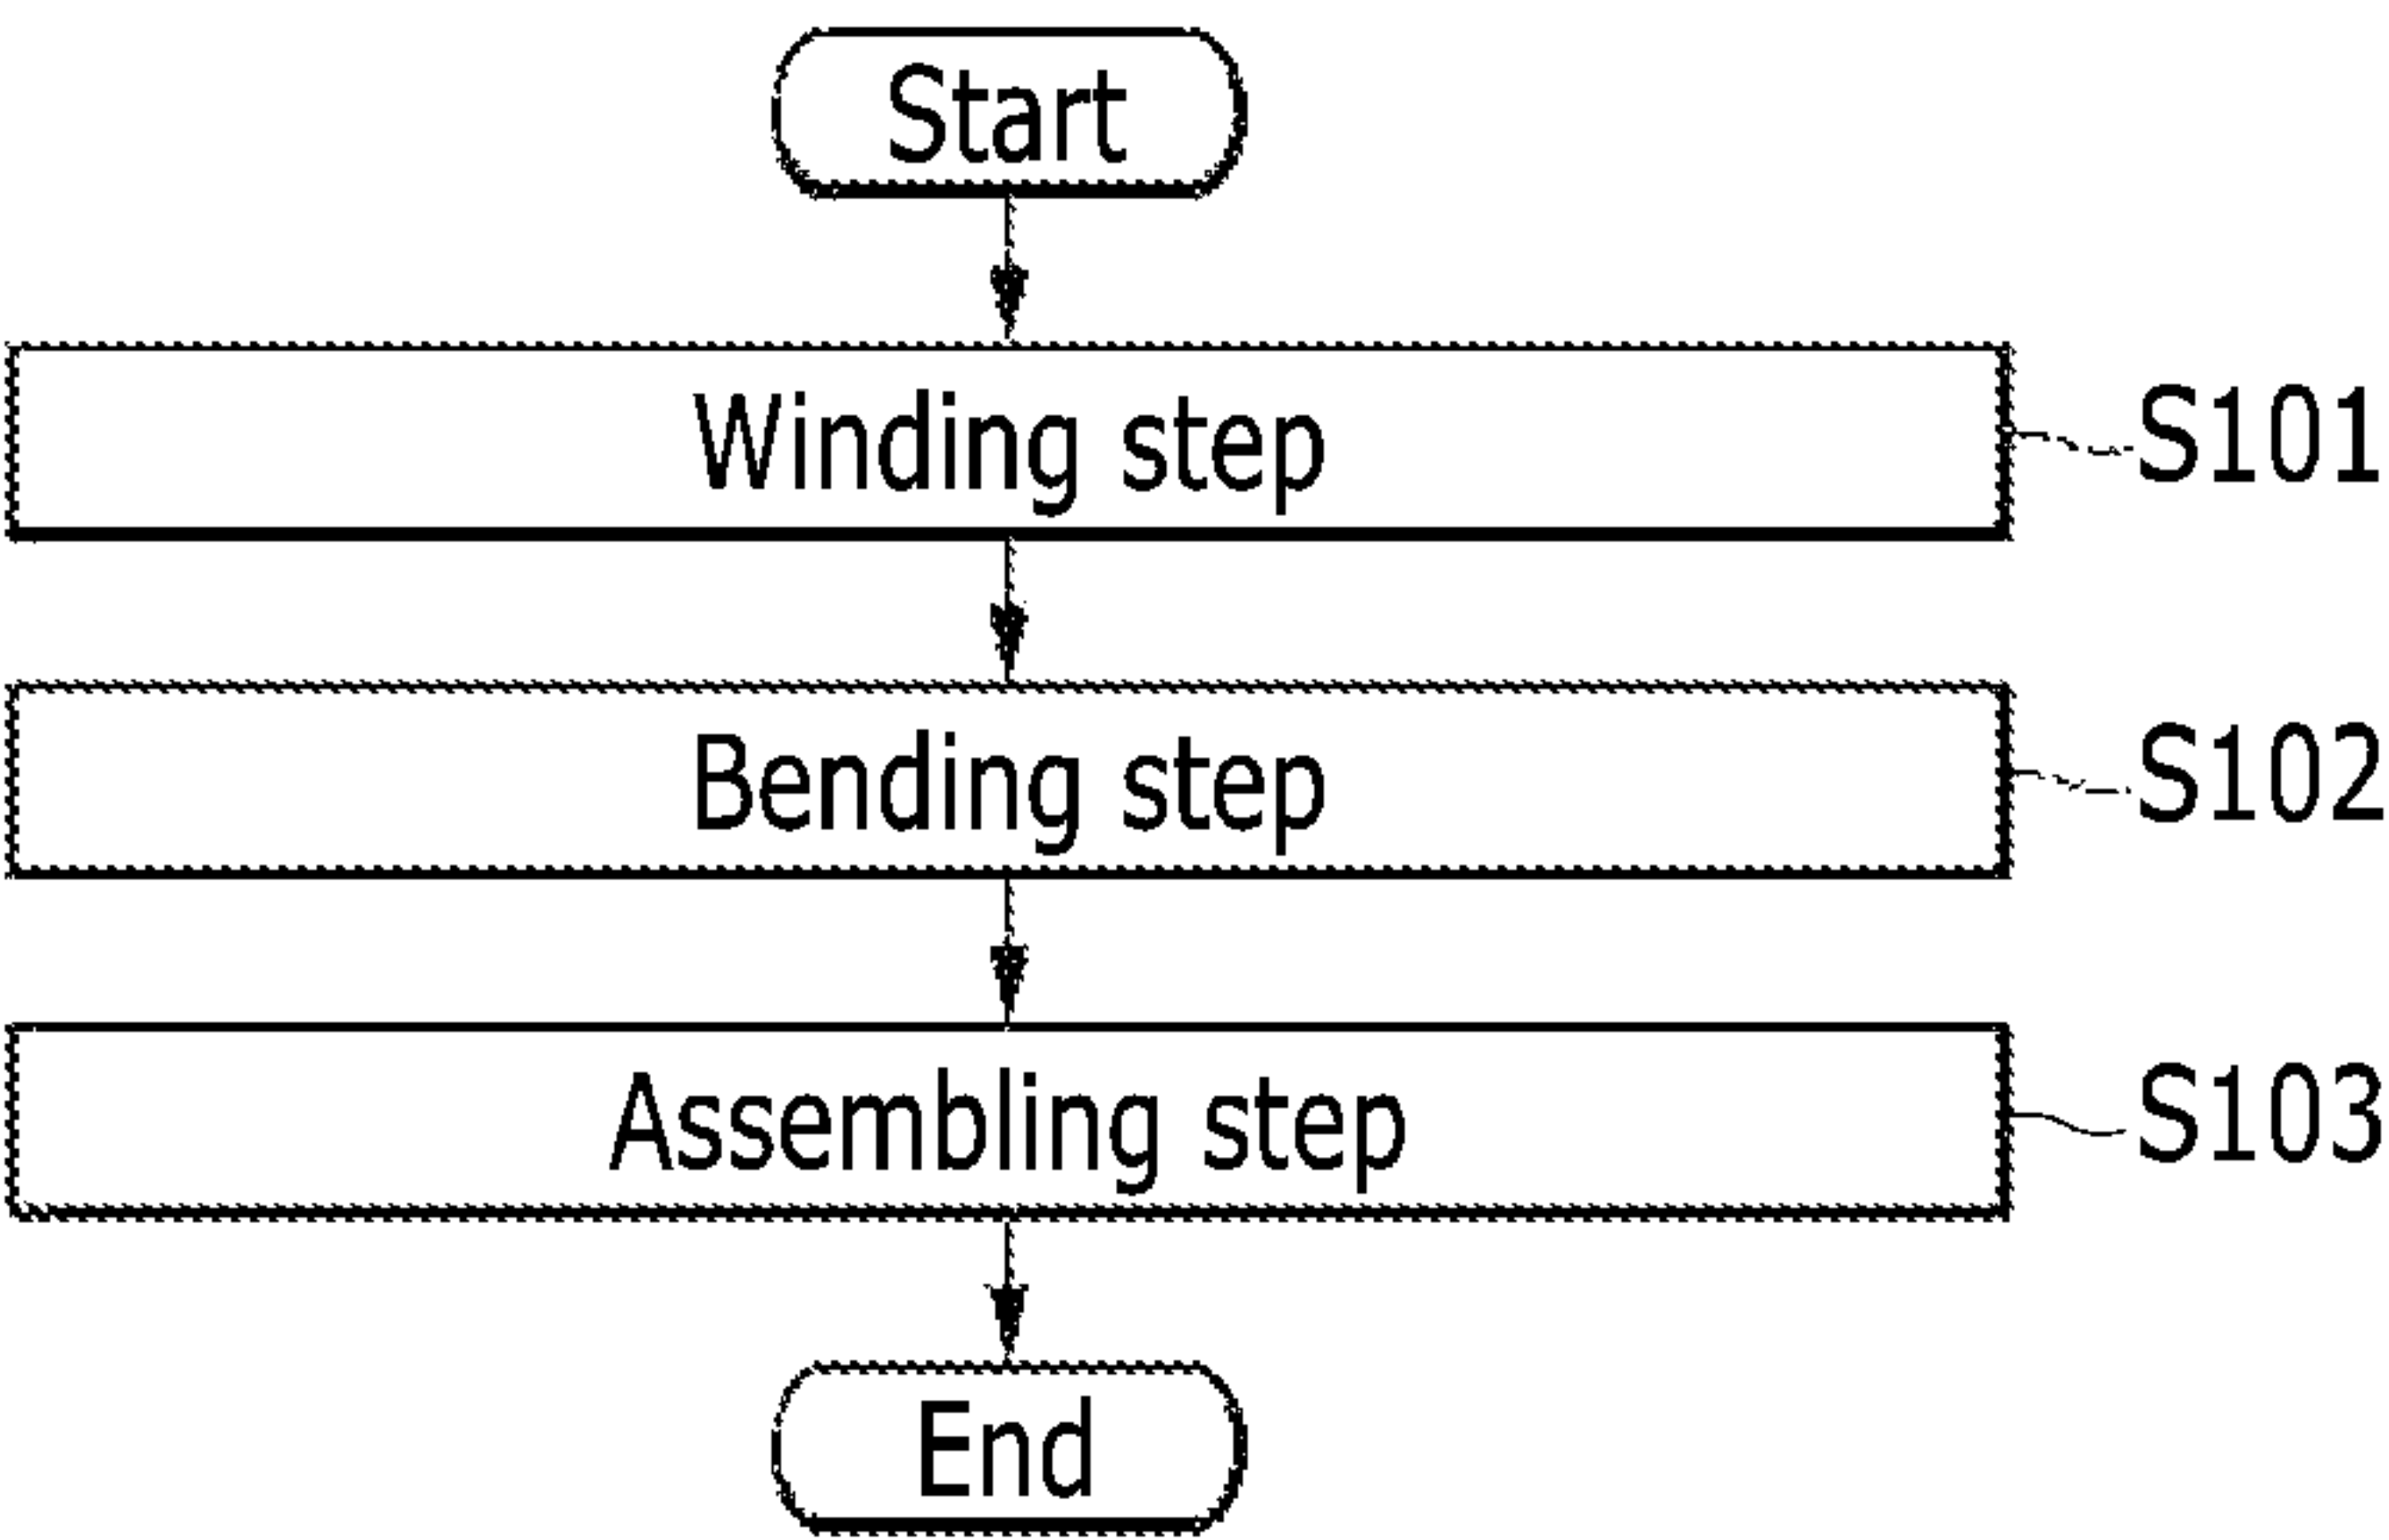 Start
Winding step
S101
Bending step
S102
Assembling step
S103
End